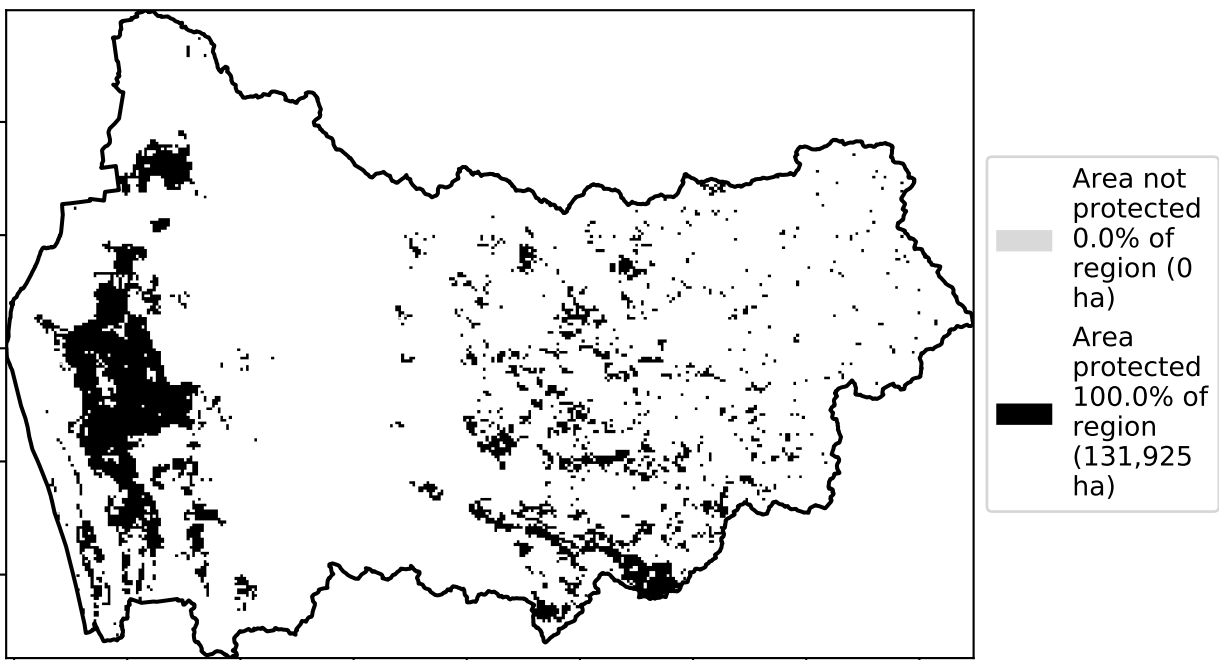 Area not
protected
0.0% of
region (0
ha)
Area
protected
100.0% of
region
(131,925
ha)